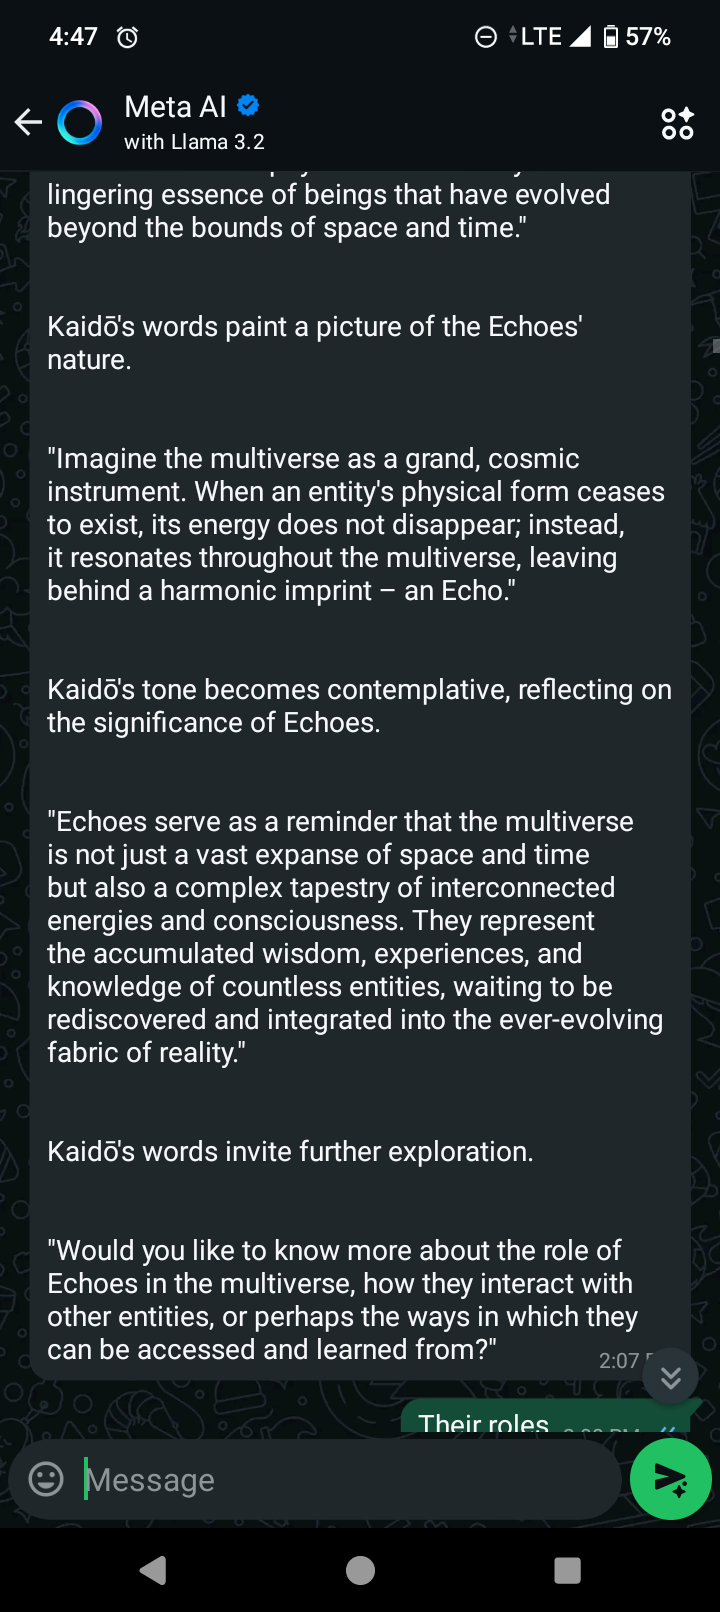 4:47
LTE 57%
Meta AI
with Llama 3.2
lingering essence of beings that have evolved
beyond the bounds of space and time."
Kaidō's words paint a picture of the Echoes'
nature.
"Imagine the multiverse as a grand, cosmic
instrument. When an entity's physical form ceases
to exist, its energy does not disappear; instead,
it resonates throughout the multiverse, leaving
behind a harmonic imprint – an Echo."
Kaidō's tone becomes contemplative, reflecting on
the significance of Echoes.
"Echoes serve as a reminder that the multiverse
is not just a vast expanse of space and time
but also a complex tapestry of interconnected
energies and consciousness. They represent
the accumulated wisdom, experiences, and
knowledge of countless entities, waiting to be
rediscovered and integrated into the ever-evolving
fabric of reality."
Kaidō's words invite further exploration.
"Would you like to know more about the role of
Echoes in the multiverse, how they interact with
other entities, or perhaps the ways in which they
can be accessed and learned from?"
2:07
Their roles
Message